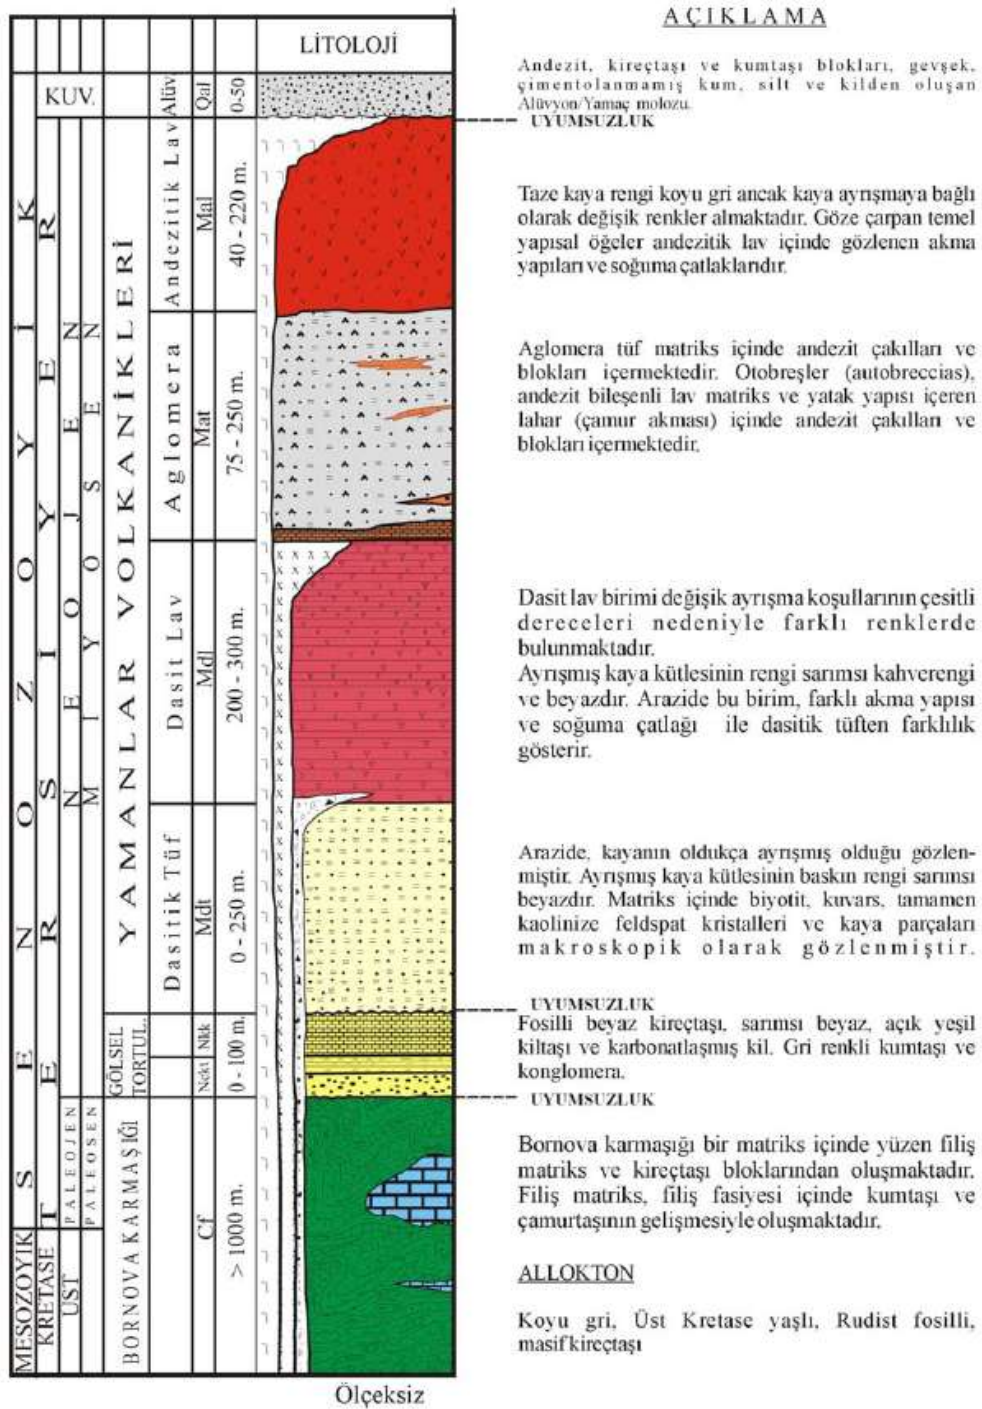 LİTOLOJİ
KUV.
Alüv
Qal
0-50
SENOZOYİK
TERSİYER
NEOJEN
MİYOSEN
YAMANLAR VOLKANİKLERİ
Andezitik Lav
Mal
40 - 220 m.
Aglomera
Mat
75 - 250 m.
Dasit Lav
Mdl
200 - 300 m.
Dasitik Tüf
Mdt
0 - 250 m.
GÖLSEL
TORTUL.
Nkk
Nckt
0 - 100 m.
PALEOJEN
PALEOSEN
MESOZOYIK
KRETASE
ÜST
BORNOVA KARMAŞIĞI
Cf
> 1000 m.
Ölçeksiz
AÇIKLAMA
Andezit, kireçtaşı ve kumtaşı blokları, gevşek,
çimentolanmamış kum, silt ve kilden oluşan
Alüvyon/Yamaç molozu.
UYUMSUZLUK
Taze kaya rengi koyu gri ancak kaya ayrışmaya bağlı
olarak değişik renkler almaktadır. Göze çarpan temel
yapısal öğeler andezitik lav içinde gözlenen akma
yapıları ve soğuma çatlaklarıdır.
Aglomera tüf matriks içinde andezit çakılları ve
blokları içermektedir. Otobreşler (autobreccias),
andezit bileşenli lav matriks ve yatak yapısı içeren
lahar (çamur akması) içinde andezit çakılları ve
blokları içermektedir.
Dasit lav birimi değişik ayrışma koşullarının çesitli
dereceleri nedeniyle farklı renklerde
bulunmaktadır.
Ayrışmış kaya kütlesinin rengi sarımsı kahverengi
ve beyazdır. Arazide bu birim, farklı akma yapısı
ve soğuma çatlağı ile dasitik tüften farklılık
gösterir.
Arazide, kayanın oldukça ayrışmış olduğu gözlen-
miştir. Ayrışmış kaya kütlesinin baskın rengi sarımsı
beyazdır. Matriks içinde biyotit, kuvars, tamamen
kaolinize feldspat kristalleri ve kaya parçaları
makroskopik olarak gözlenmiştir.
UYUMSUZLUK
Fosilli beyaz kireçtaşı, sarımsı beyaz, açık yeşil
kiltaşı ve karbonatlaşmış kil. Gri renkli kumtaşı ve
konglomera.
UYUMSUZLUK
Bornova karmaşığı bir matriks içinde yüzen filiş
matriks ve kireçtaşı bloklarından oluşmaktadır.
Filiş matriks, filiş fasiyesi içinde kumtaşı ve
çamurtaşının gelişmesiyle oluşmaktadır.
ALLOKTON
Koyu gri, Üst Kretase yaşlı, Rudist fosilli,
masif kireçtaşı